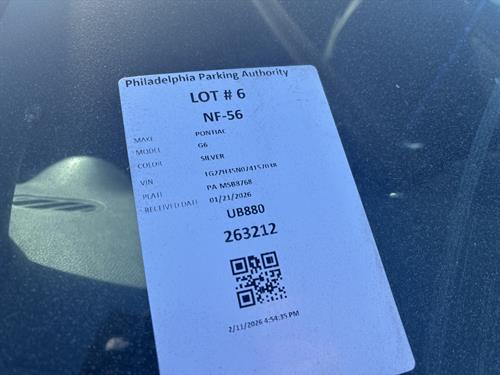 Philadelphia Parking Authority
LOT # 6
NF-56
MAKE PONTIAC
MODEL G6
COLOR SILVER
VIN
PLATE PA-MSB8768
RECEIVED DATE 01/21/2026
UB880
263212
2/11/2026 4:54:35 PM